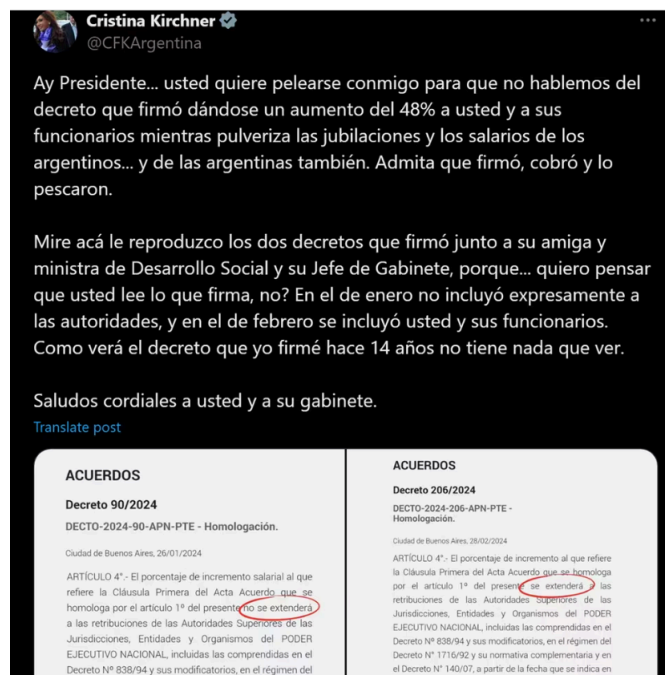 Cristina Kirchner
@CFKArgentina
Ay Presidente... usted quiere pelearse conmigo para que no hablemos del
decreto que firmó dándose un aumento del 48% a usted y a sus
funcionarios mientras pulveriza las jubilaciones y los salarios de los
argentinos... y de las argentinas también. Admita que firmó, cobró y lo
pescaron.
Mire acá le reproduzco los dos decretos que firmó junto a su amiga y
ministra de Desarrollo Social y su Jefe de Gabinete, porque... quiero pensar
que usted lee lo que firma, no? En el de enero no incluyó expresamente a
las autoridades, y en el de febrero se incluyó usted y sus funcionarios.
Como verá el decreto que yo firmé hace 14 años no tiene nada que ver.
Saludos cordiales a usted y a su gabinete.
Translate post
ACUERDOS
Decreto 90/2024
DECTO-2024-90-APN-PTE - Homologación.
Ciudad de Buenos Aires, 26/01/2024
ARTÍCULO 4°.- El porcentaje de incremento salarial al que
refiere la Cláusula Primera del Acta Acuerdo que se
homologa por el artículo 1º del presente no se extenderá
a las retribuciones de las Autoridades Superiores de las
Jurisdicciones, Entidades y Organismos del PODER
EJECUTIVO NACIONAL, incluidas las comprendidas en el
Decreto Nº 838/94 y sus modificatorios, en el régimen del
ACUERDOS
Decreto 206/2024
DECTO-2024-206-APN-PTE -
Homologación.
Ciudad de Buenos Aires, 28/02/2024
ARTÍCULO 4°.- El porcentaje de incremento al que refiere
la Cláusula Primera del Acta Acuerdo que se homologa
por el artículo 1º del presente se extenderá a las
retribuciones de las Autoridades Superiores de las
Jurisdicciones, Entidades y Organismos del PODER
EJECUTIVO NACIONAL, incluidas las comprendidas en el
Decreto Nº 838/94 y sus modificatorios, en el régimen del
Decreto N° 1716/92 y su normativa complementaria y en
el Decreto N° 140/07, a partir de la fecha que se indica en